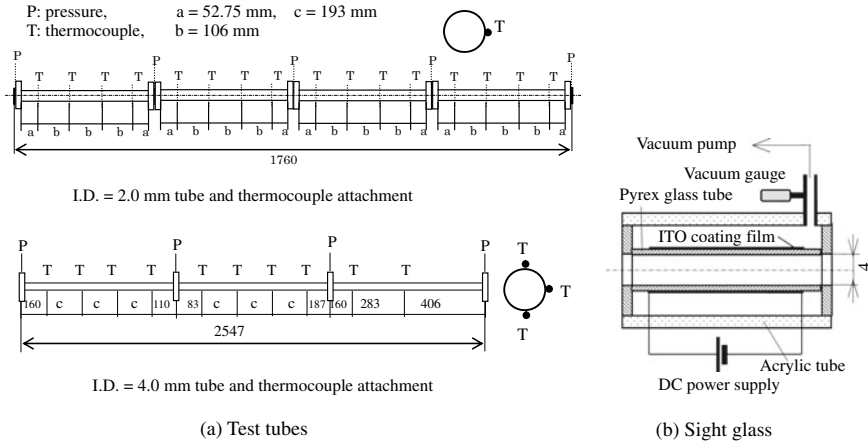 P: pressure, a = 52.75 mm, c = 193 mm
T: thermocouple, b = 106 mm
T
P P P P P
T T T T T T T T T T T T T T T T
a b b b a a b b b a a b b b a a b b b a
1760
I.D. = 2.0 mm tube and thermocouple attachment
P P P P
T T T T T T T T T T
T
T
T
160 c c c 110 83 c c c 187 160 283 406
2547
I.D. = 4.0 mm tube and thermocouple attachment
(a) Test tubes
Vacuum pump
Vacuum gauge
Pyrex glass tube
ITO coating film
4
Acrylic tube
DC power supply
(b) Sight glass